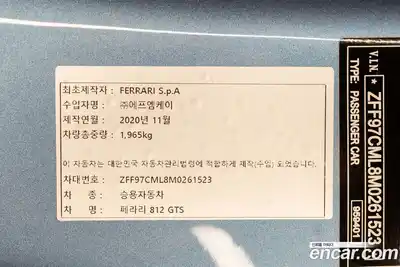 최초제작자 : FERRARI S.p.A
수입자명 : ㈜에프엠케이
제작연월 : 2020년 11월
차량총중량 : 1,965kg
이 자동차는 대한민국 자동차관리법령에 적합하게 제작(수입) 되었습니다.
차대번호 : ZFF97CML8M0261523
차 종 : 승용자동차
차 명 : 페라리 812 GTS
V.I.N.
* ZFF97CML8M0261523
TYPE: PASSENGER CAR
959401
Encar.com